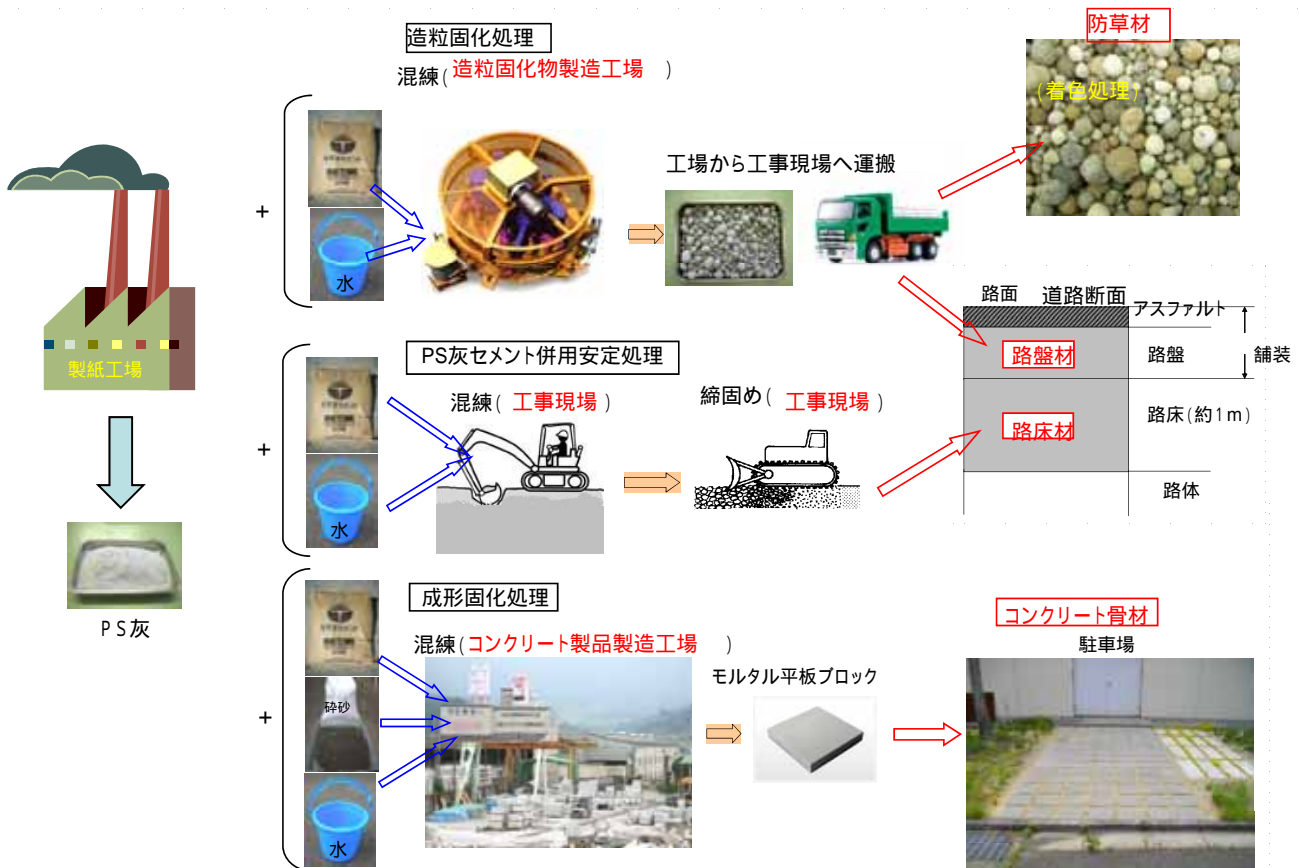 造粒固化処理
混練(造粒固化物製造工場)
防草材
(着色処理)
+
水
工場から工事現場へ運搬
路面
道路断面
アスファルト
路盤材
路盤
舗装
路床材
路床(約1m)
路体
製紙工場
PS灰セメント併用安定処理
混練(工事現場)
締固め(工事現場)
+
水
PS灰
成形固化処理
混練(コンクリート製品製造工場)
+
砕砂
水
モルタル平板ブロック
コンクリート骨材
駐車場